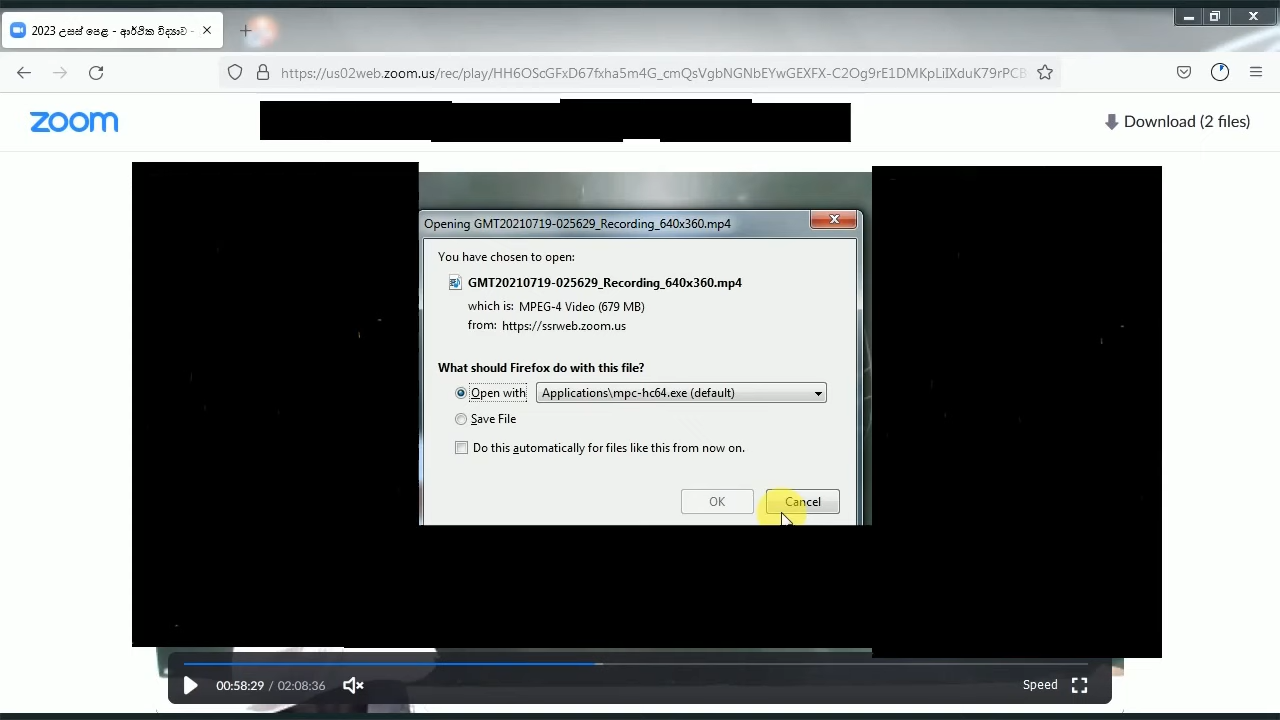 2023 උසස් පෙළ - ආර්ථික විද්‍යාව -
https://us02web.zoom.us/rec/play/HH6OScGFxD67fxha5m4G_cmQsVgbNGNbEYwGEXFX-C2Og9rE1DMKpLiIXduK79rPCB
zoom
Download (2 files)
Opening GMT20210719-025629_Recording_640x360.mp4
You have chosen to open:
GMT20210719-025629_Recording_640x360.mp4
which is: MPEG-4 Video (679 MB)
from: https://ssrweb.zoom.us
What should Firefox do with this file?
Open with Applications\mpc-hc64.exe (default)
Save File
Do this automatically for files like this from now on.
OK Cancel
00:58:29 / 02:08:36 Speed